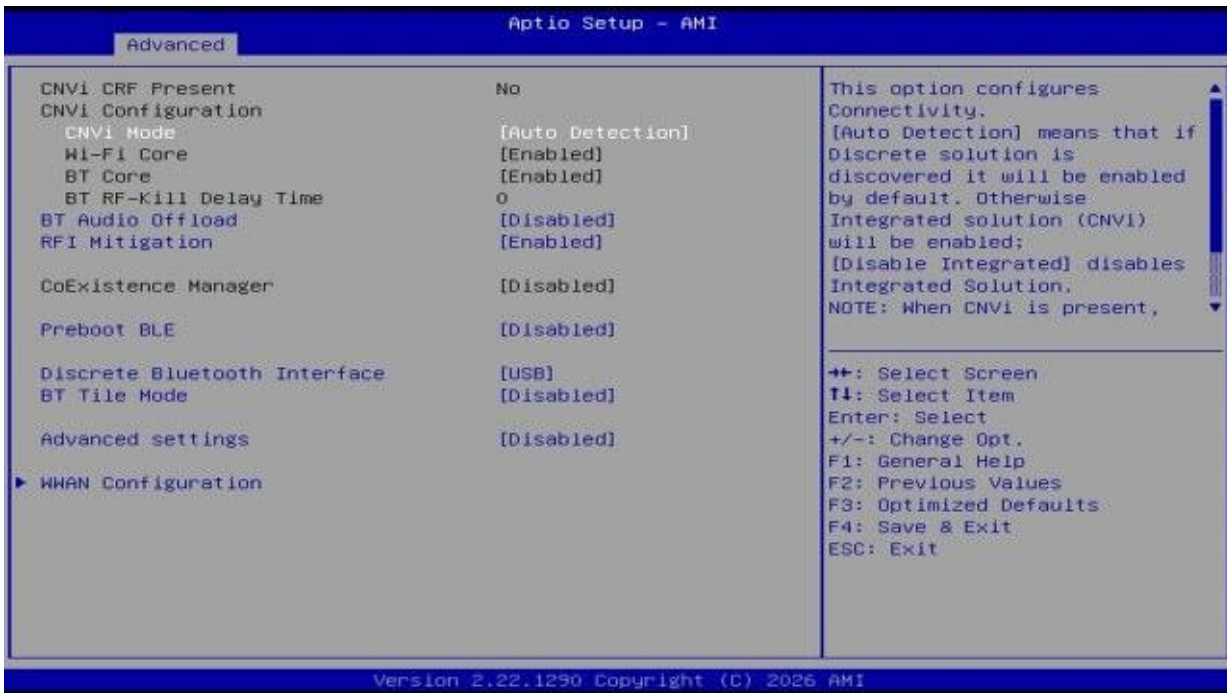 Aptio Setup - AMI
Advanced
CNVi CRF Present No
CNVi Configuration
CNVi Mode [Auto Detection]
Wi-Fi Core [Enabled]
BT Core [Enabled]
BT RF-Kill Delay Time 0
BT Audio Offload [Disabled]
RFI Mitigation [Enabled]
CoExistence Manager [Disabled]
Preboot BLE [Disabled]
Discrete Bluetooth Interface [USB]
BT Tile Mode [Disabled]
Advanced settings [Disabled]
WWAN Configuration
This option configures
Connectivity.
[Auto Detection] means that if
Discrete solution is
discovered it will be enabled
by default. Otherwise
Integrated solution (CNVi)
will be enabled;
[Disable Integrated] disables
Integrated Solution.
NOTE: When CNVi is present,
→←: Select Screen
↑↓: Select Item
Enter: Select
+/-: Change Opt.
F1: General Help
F2: Previous Values
F3: Optimized Defaults
F4: Save & Exit
ESC: Exit
Version 2.22.1290 Copyright (C) 2026 AMI